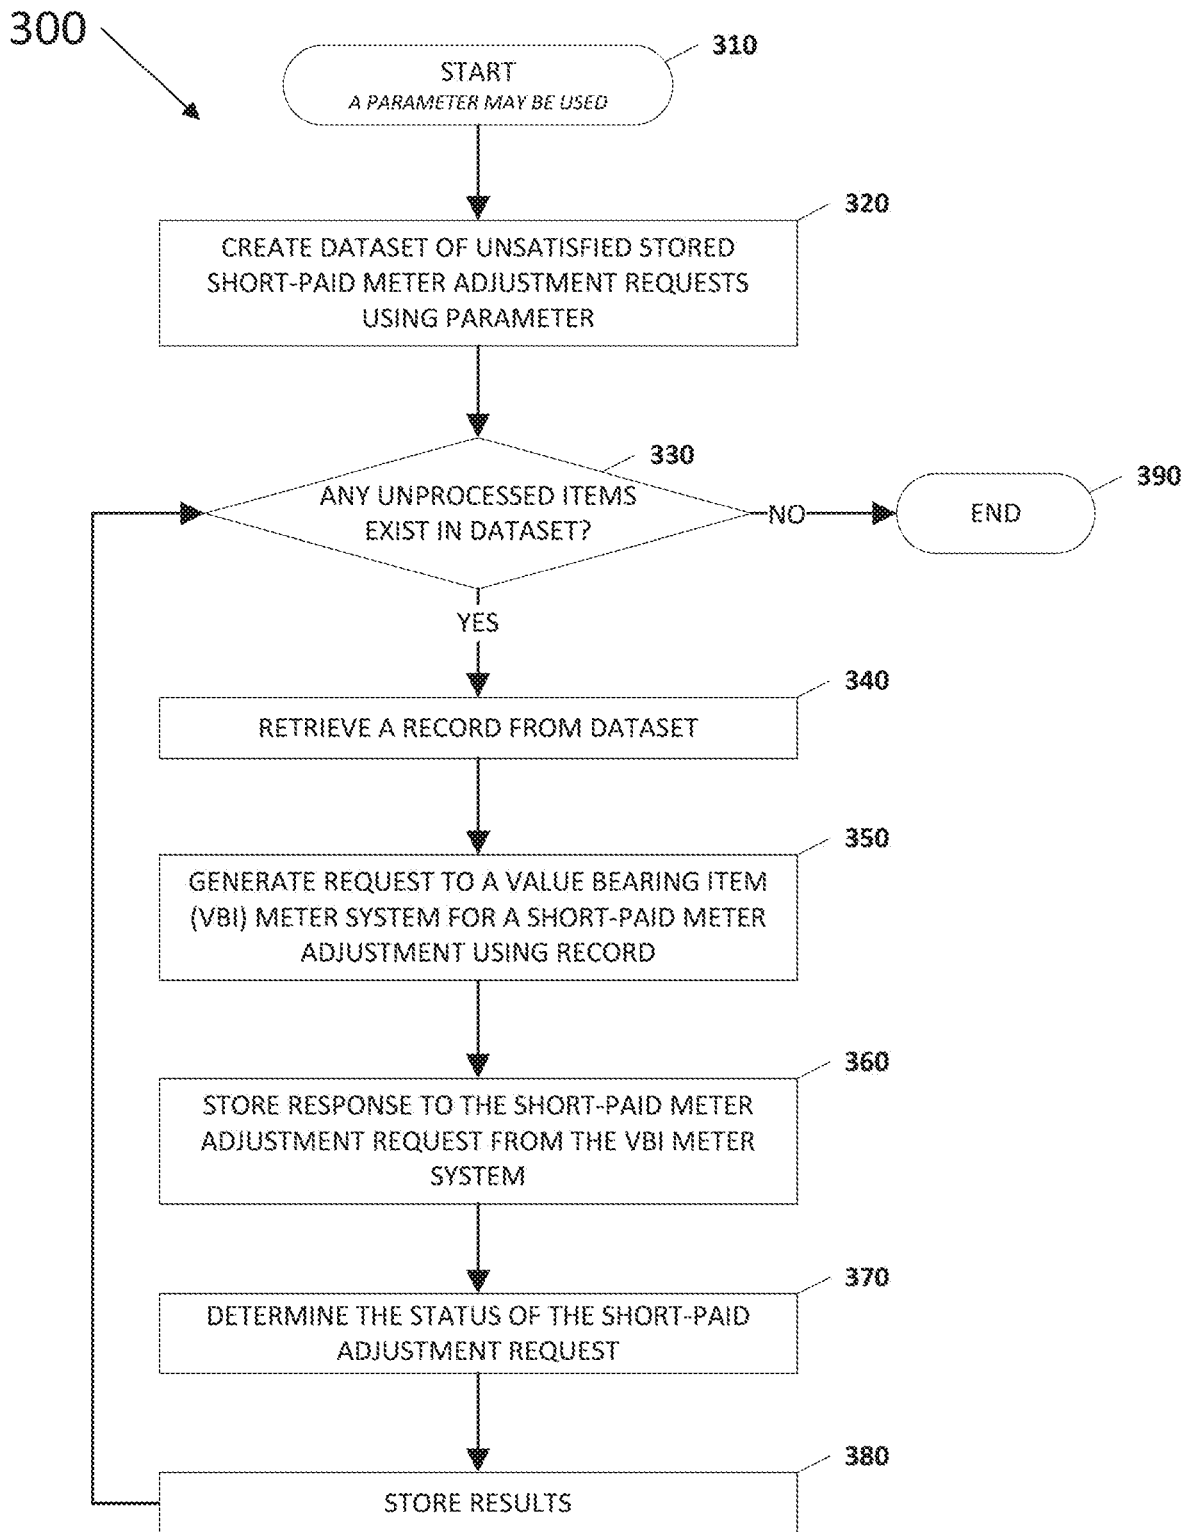 300
310
START
A PARAMETER MAY BE USED
320
CREATE DATASET OF UNSATISFIED STORED
SHORT-PAID METER ADJUSTMENT REQUESTS
USING PARAMETER
330
ANY UNPROCESSED ITEMS
EXIST IN DATASET?
NO
390
END
YES
340
RETRIEVE A RECORD FROM DATASET
350
GENERATE REQUEST TO A VALUE BEARING ITEM
(VBI) METER SYSTEM FOR A SHORT-PAID METER
ADJUSTMENT USING RECORD
360
STORE RESPONSE TO THE SHORT-PAID METER
ADJUSTMENT REQUEST FROM THE VBI METER
SYSTEM
370
DETERMINE THE STATUS OF THE SHORT-PAID
ADJUSTMENT REQUEST
380
STORE RESULTS